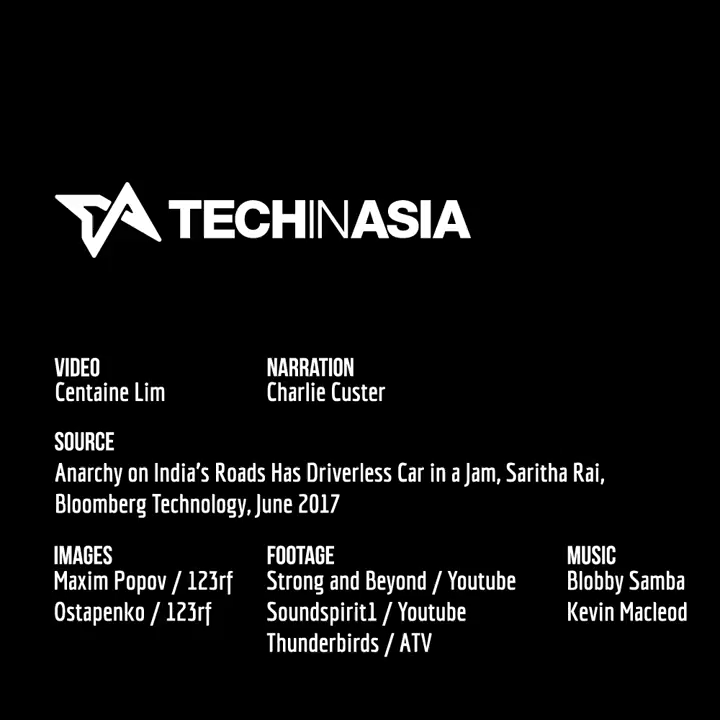 TECHINASIA
VIDEO
Centaine Lim
NARRATION
Charlie Custer
SOURCE
Anarchy on India's Roads Has Driverless Car in a Jam, Saritha Rai,
Bloomberg Technology, June 2017
IMAGES
Maxim Popov / 123rf
Ostapenko / 123rf
FOOTAGE
Strong and Beyond / Youtube
Soundspirit1 / Youtube
Thunderbirds / ATV
MUSIC
Blobby Samba
Kevin Macleod